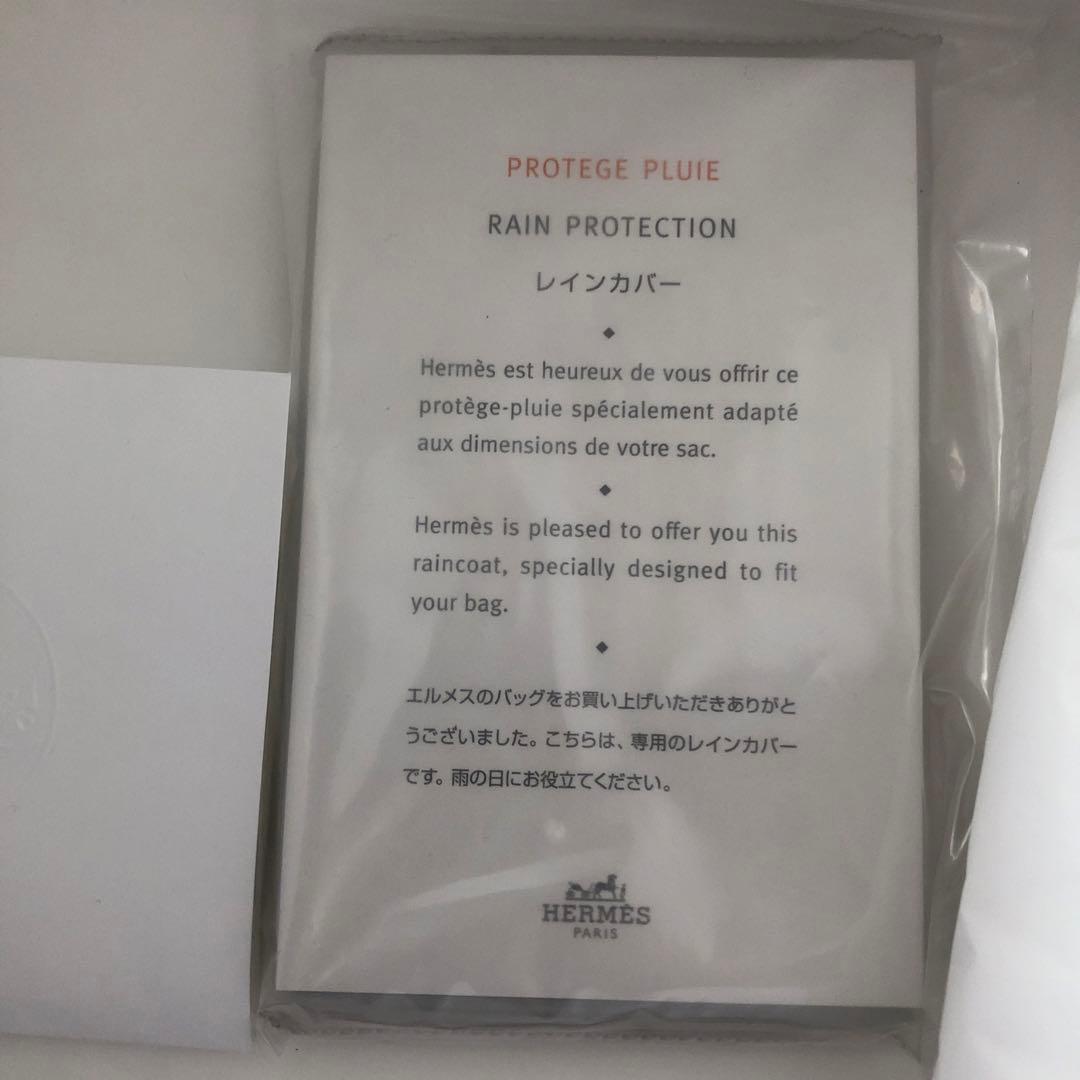 PROTEGE PLUIE
RAIN PROTECTION
レインカバー
Hermès est heureux de vous offrir ce
protège-pluie spécialement adapté
aux dimensions de votre sac.
Hermès is pleased to offer you this
raincoat, specially designed to fit
your bag.
エルメスのバッグをお買い上げいただきありがと
うございました。こちらは、専用のレインカバー
です。雨の日にお役立てください。
HERMÈS
PARIS